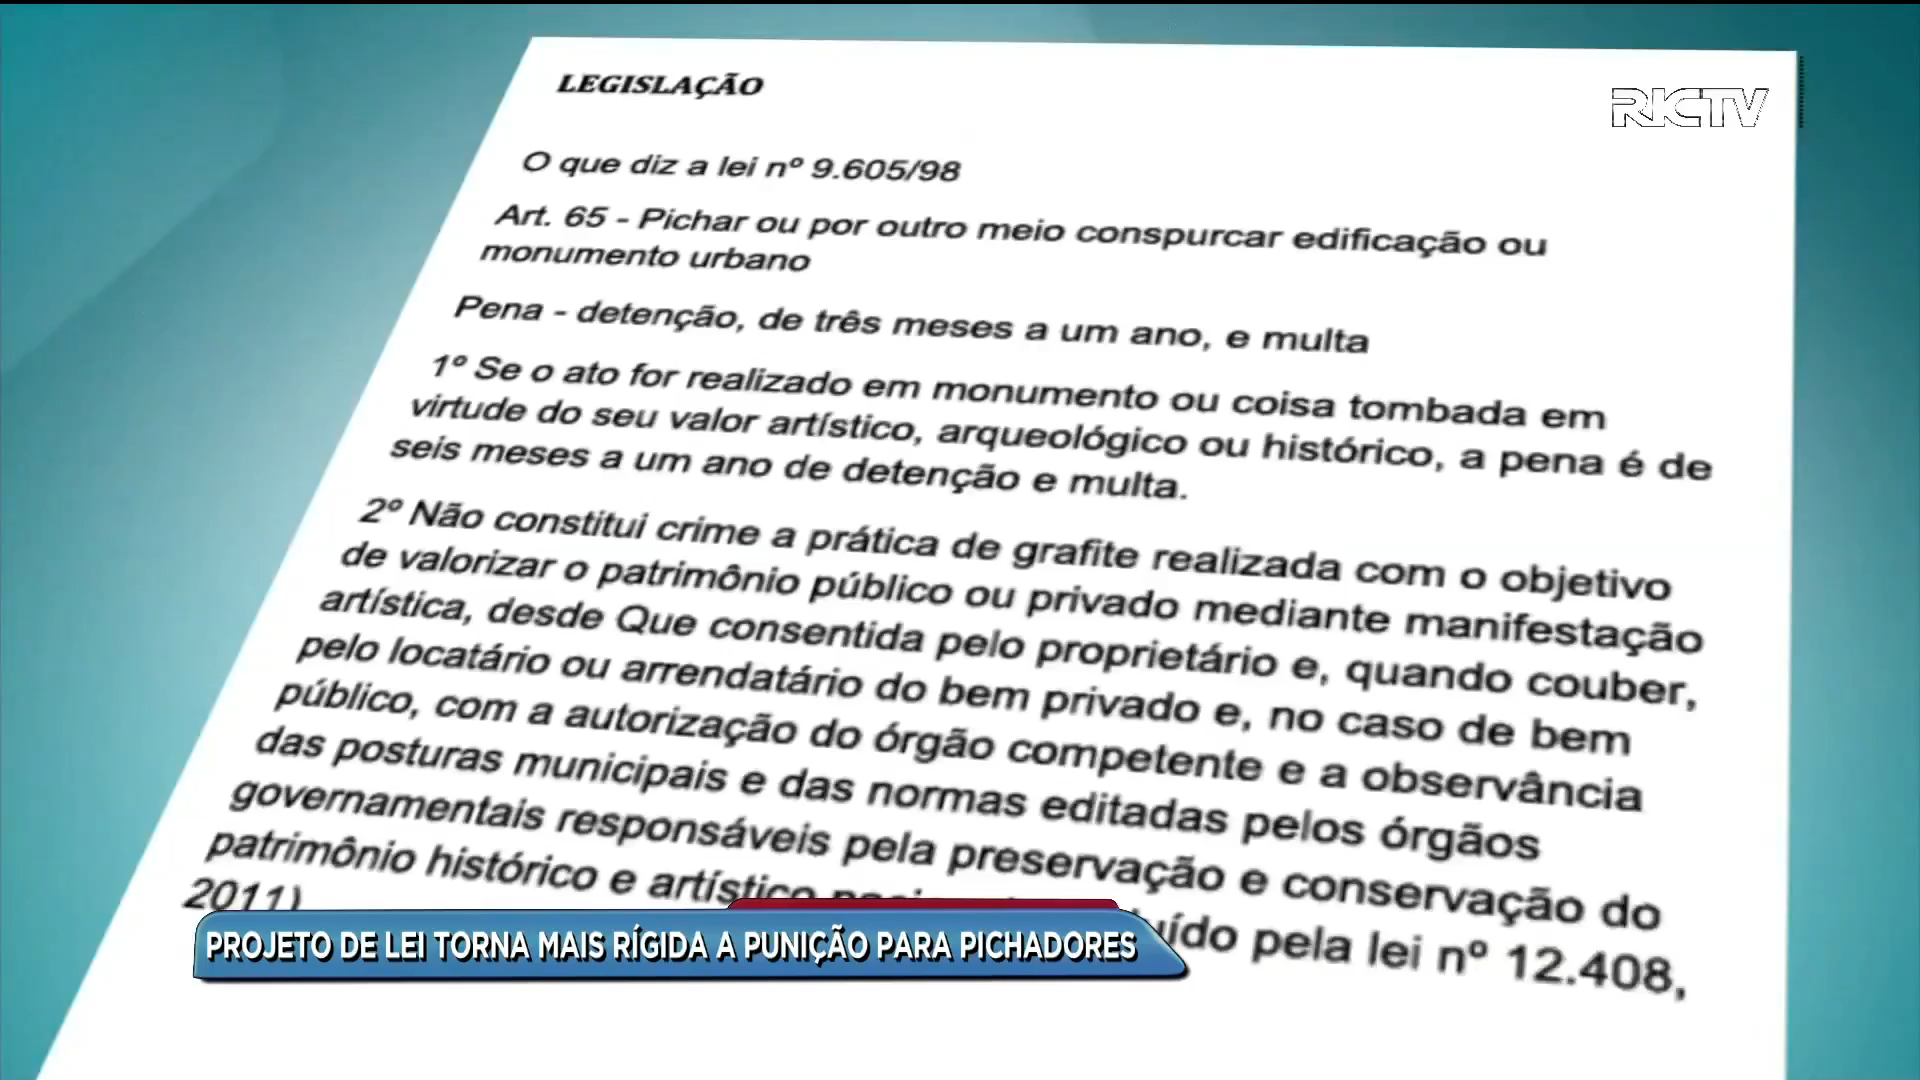 LEGISLAÇÃO
RICTV
O que diz a lei nº 9.605/98
Art. 65 - Pichar ou por outro meio conspurcar edificação ou
monumento urbano
Pena - detenção, de três meses a um ano, e multa
1º Se o ato for realizado em monumento ou coisa tombada em
virtude do seu valor artístico, arqueológico ou histórico, a pena é de
seis meses a um ano de detenção e multa.
2º Não constitui crime a prática de grafite realizada com o objetivo
de valorizar o patrimônio público ou privado mediante manifestação
artística, desde Que consentida pelo proprietário e, quando couber,
pelo locatário ou arrendatário do bem privado e, no caso de bem
público, com a autorização do órgão competente e a observância
das posturas municipais e das normas editadas pelos órgãos
governamentais responsáveis pela preservação e conservação do
patrimônio histórico e artístico pela lei nº 12.408,
2011)
PROJETO DE LEI TORNA MAIS RÍGIDA A PUNIÇÃO PARA PICHADORES